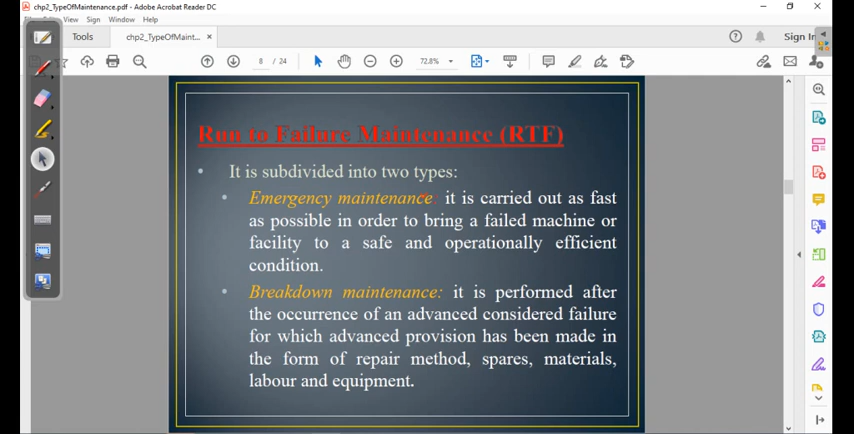 chp2_TypeOfMaintenance.pdf - Adobe Acrobat Reader DC
View Sign Window Help
Tools
chp2_TypeOfMaint...
Sign In
8 / 24
72.8%
Run to Failure Maintenance (RTF)
• It is subdivided into two types:
• Emergency maintenance: it is carried out as fast
as possible in order to bring a failed machine or
facility to a safe and operationally efficient
condition.
• Breakdown maintenance: it is performed after
the occurrence of an advanced considered failure
for which advanced provision has been made in
the form of repair method, spares, materials,
labour and equipment.